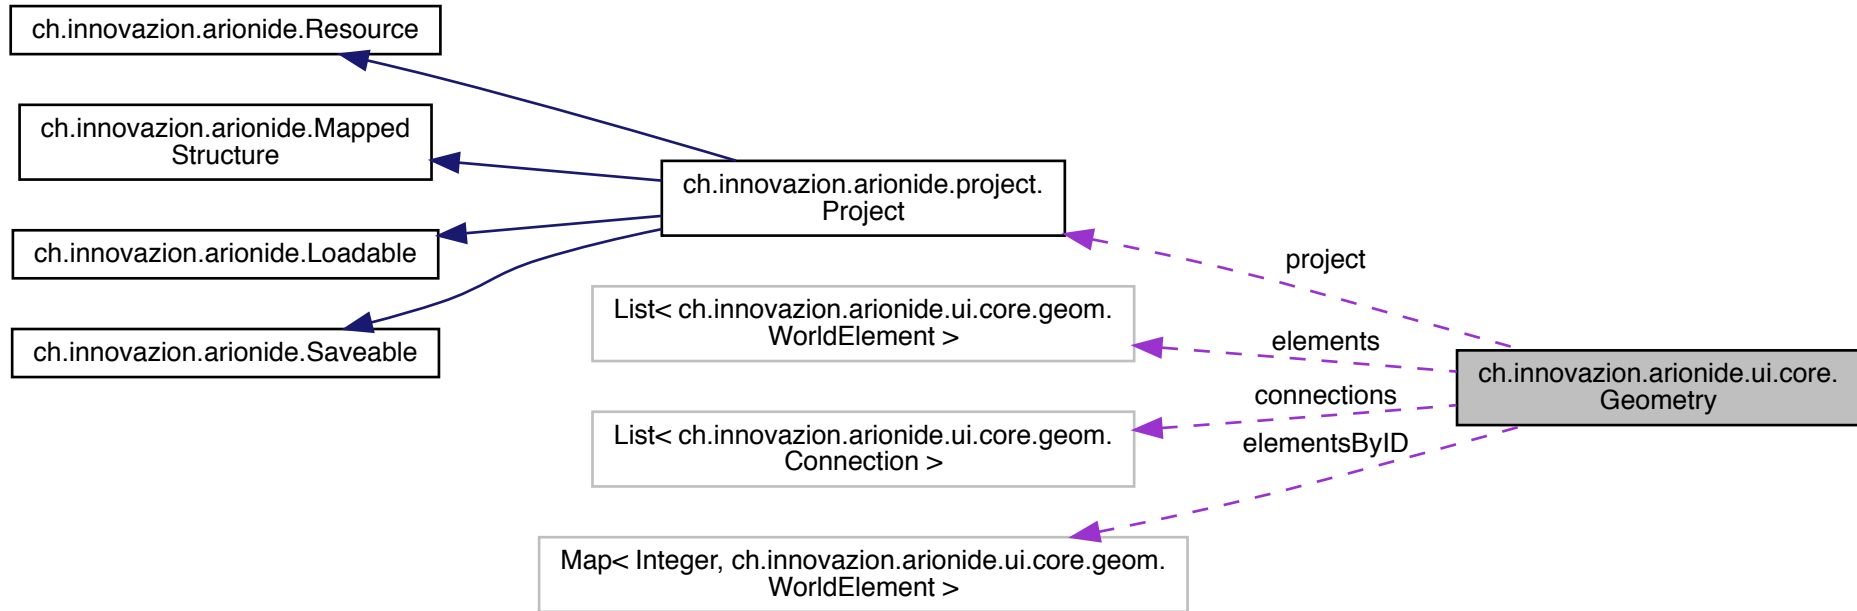 ch.innovazion.arionide.Resource
ch.innovazion.arionide.Mapped
Structure
ch.innovazion.arionide.Loadable
ch.innovazion.arionide.Saveable
ch.innovazion.arionide.project.
Project
List< ch.innovazion.arionide.ui.core.geom.
WorldElement >
List< ch.innovazion.arionide.ui.core.geom.
Connection >
Map< Integer, ch.innovazion.arionide.ui.core.geom.
WorldElement >
project
elements
connections
elementsByID
ch.innovazion.arionide.ui.core.
Geometry